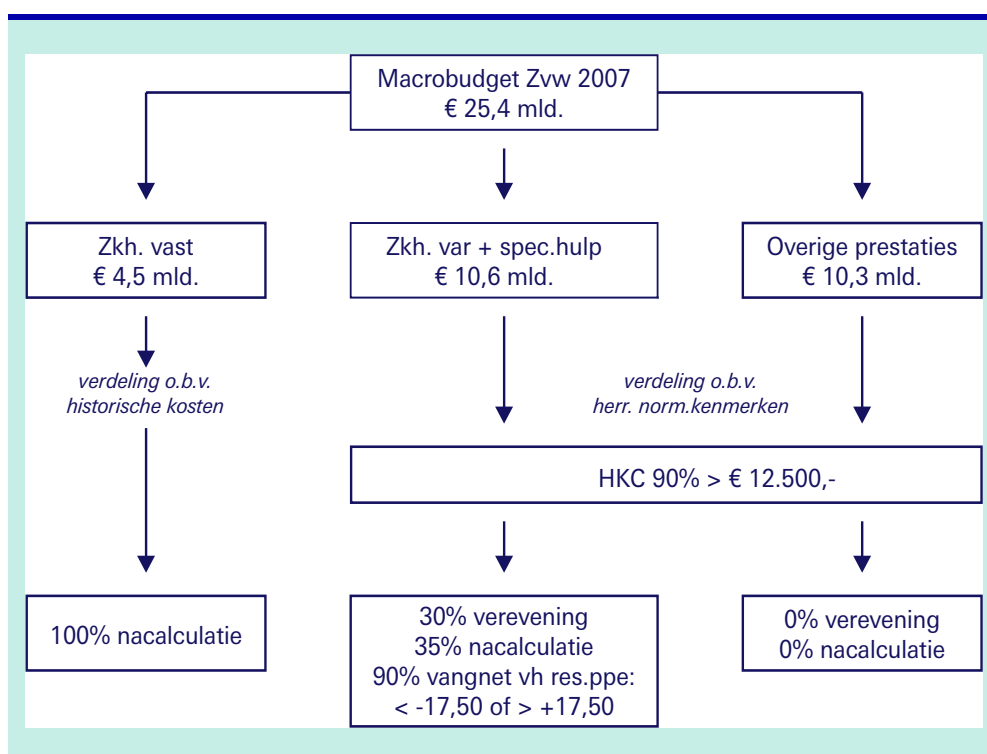 Macrobudget Zvw 2007
€ 25,4 mld.
Zkh. vast
€ 4,5 mld.
Zkh. var + spec.hulp
€ 10,6 mld.
Overige prestaties
€ 10,3 mld.
verdeling o.b.v.
historische kosten
verdeling o.b.v.
herr. norm.kenmerken
HKC 90% > € 12.500,-
100% nacalculatie
30% verevening
35% nacalculatie
90% vangnet vh res.ppe:
< -17,50 of > +17,50
0% verevening
0% nacalculatie